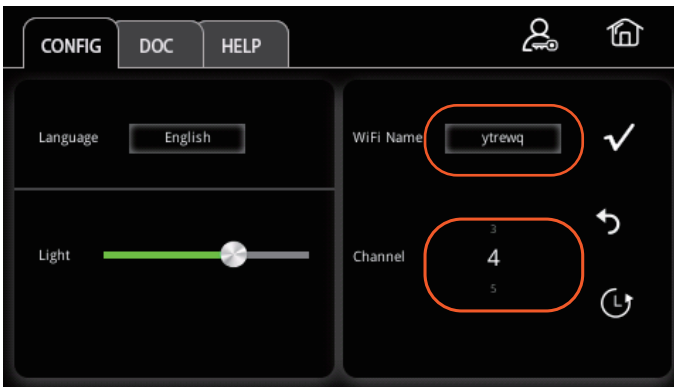 CONFIG DOC HELP
Language English
WiFi Name ytrewq
3
Light
Channel 4
5
L